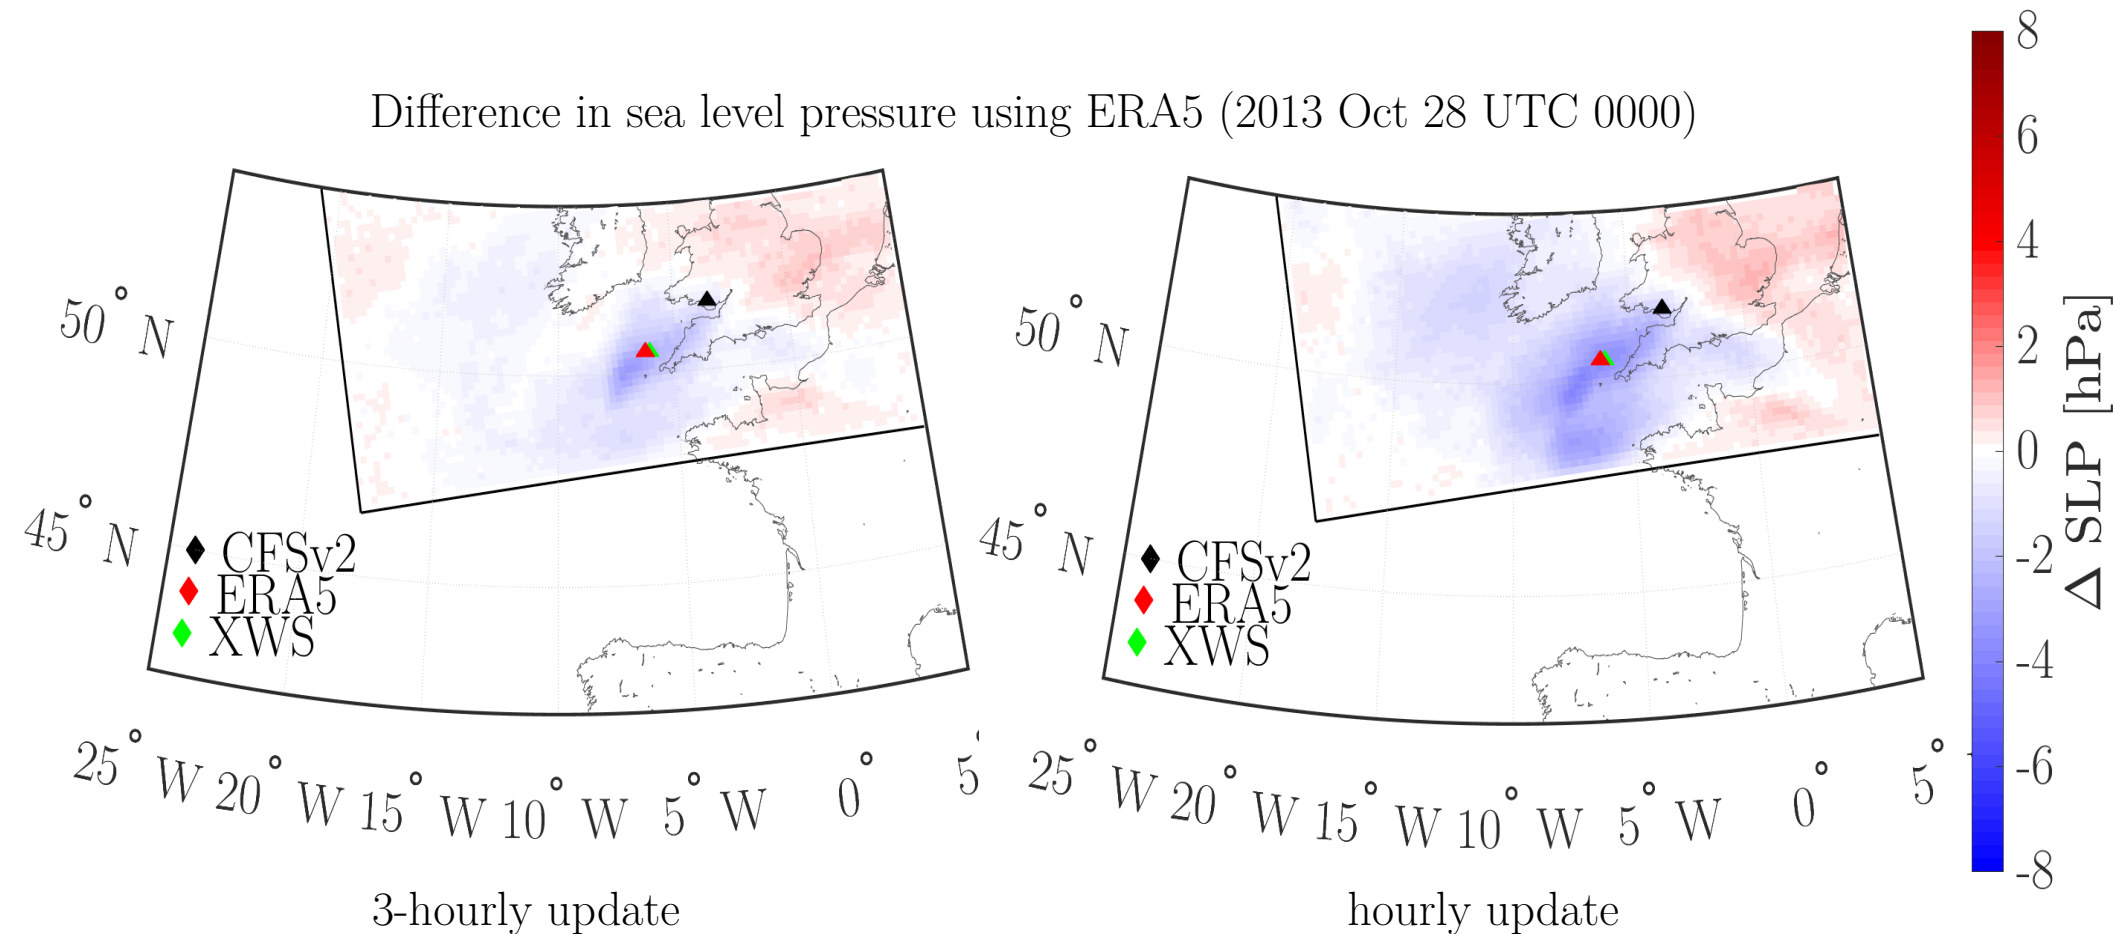 Difference in sea level pressure using ERA5 (2013 Oct 28 UTC 0000)
50° N
45° N
CFSv2
ERA5
XWS
25° W 20° W 15° W 10° W 5° W 0° 5°
3-hourly update
50° N
45° N
CFSv2
ERA5
XWS
25° W 20° W 15° W 10° W 5° W 0° 5°
hourly update
8
6
4
2
0
-2
-4
-6
-8
Δ SLP [hPa]